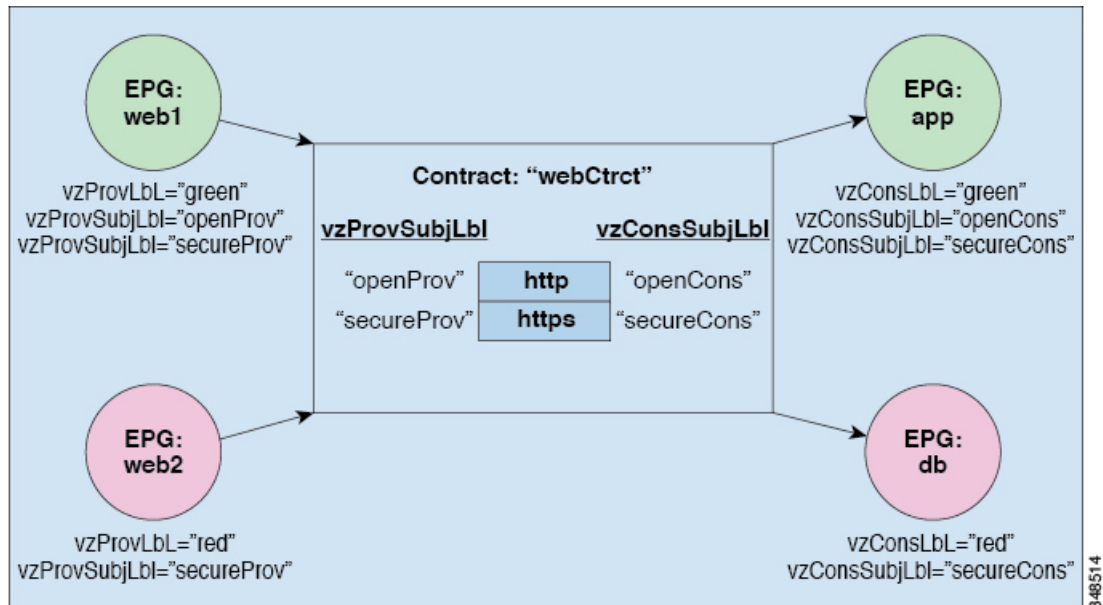 EPG:
web1
vzProvLbL="green"
vzProvSubjLbl="openProv"
vzProvSubjLbl="secureProv"
EPG:
app
vzConsLbL="green"
vzConsSubjLbl="openCons"
vzConsSubjLbl="secureCons"
Contract: “webCtrct”
vzProvSubjLbl vzConsSubjLbl
“openProv” http “openCons”
“secureProv” https “secureCons”
EPG:
web2
vzProvLbL=”red”
vzProvSubjLbl=”secureProv”
EPG:
db
vzConsLbL=”red”
vzConsSubjLbl=”secureCons”
348514